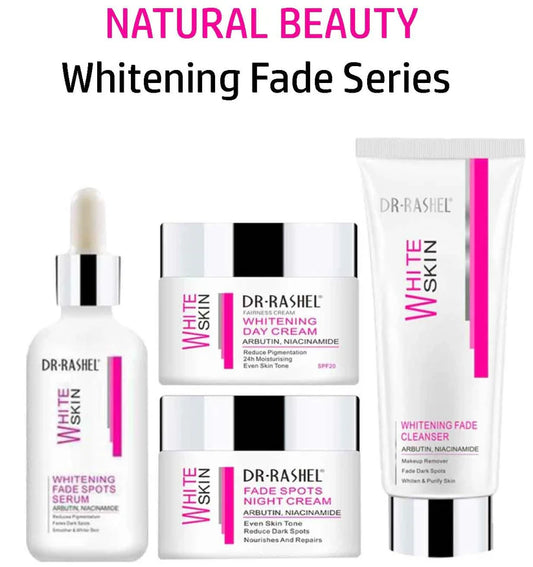 NATURAL BEAUTY
Whitening Fade Series
DR·RASHEL®
WHITE
SKIN
WHITENING
FADE SPOTS
SERUM
ARBUTIN, NIACINAMIDE
Reduces Pigmentation
Fades Dark Spots
Smoother & White Skin
WHITE
SKIN
DR·RASHEL®
FAIRNESS CREAM
WHITENING
DAY CREAM
ARBUTIN, NIACINAMIDE
Reduce Pigmentation
24h Moisturising
Even Skin Tone
SPF20
WHITE
SKIN
DR·RASHEL®
FADE SPOTS
NIGHT CREAM
ARBUTIN, NIACINAMIDE
Even Skin Tone
Reduce Dark Spots
Nourishes And Repairs
DR·RASHEL®
WHITE
SKIN
WHITENING FADE
CLEANSER
ARBUTIN, NIACINAMIDE
Makeup Remover
Fade Dark Spots
Whiten & Purify Skin